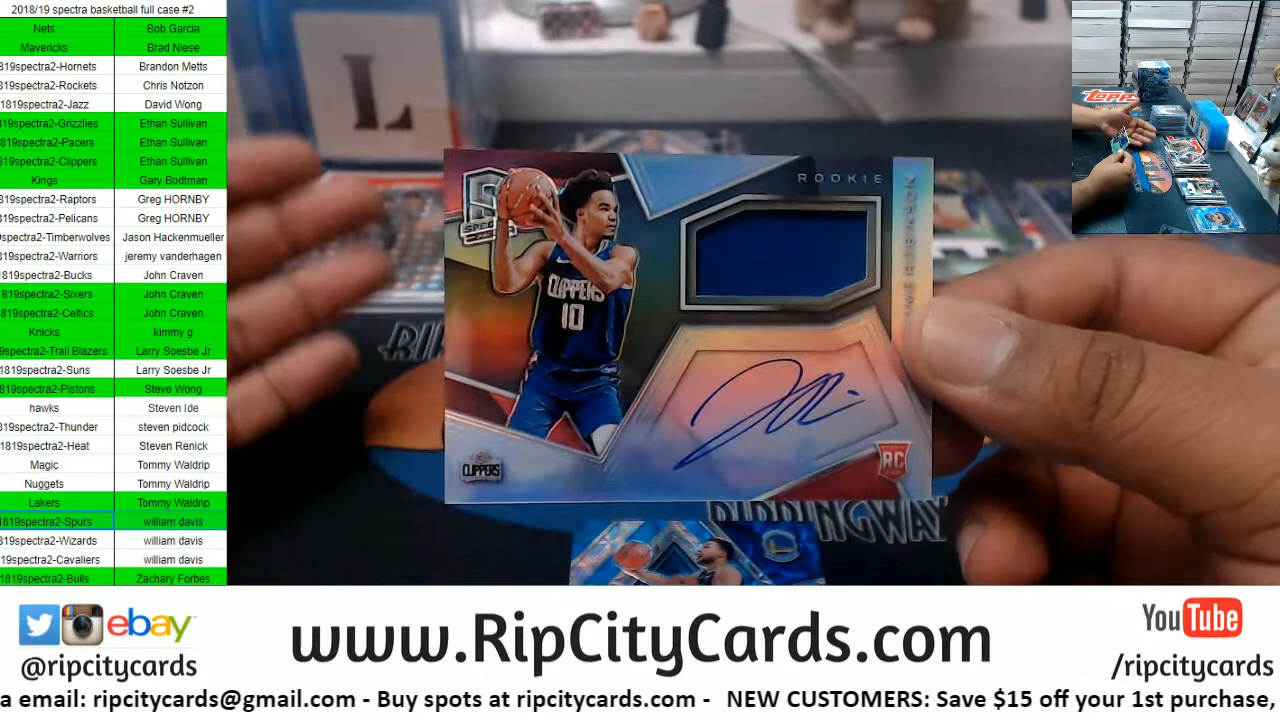 2018/19 spectra basketball full case #2
Nets Bob Garcia
Mavericks Brad Niese
819spectra2-Hornets Brandon Metts
819spectra2-Rockets Chris Notzon
1819spectra2-Jazz David Wong
819spectra2-Grizzlies Ethan Sullivan
819spectra2-Pacers Ethan Sullivan
819spectra2-Clippers Ethan Sullivan
Kings Gary Bodtman
819spectra2-Raptors Greg HORNBY
819spectra2-Pelicans Greg HORNBY
spectra2-Timberwolves Jason Hackenmueller
9spectra2-Warriors jeremy vanderhagen
819spectra2-Bucks John Craven
819spectra2-Sixers John Craven
819spectra2-Celtics John Craven
Knicks kimmy g
9spectra2-Trail Blazers Larry Soesbe Jr
819spectra2-Suns Larry Soesbe Jr
819spectra2-Pistons Steve Wong
hawks Steven Ide
819spectra2-Thunder steven pidcock
819spectra2-Heat Steven Renick
Magic Tommy Waldrip
Nuggets Tommy Waldrip
Lakers Tommy Waldrip
1819spectra2-Spurs william davis
819spectra2-Wizards william davis
9spectra2-Cavaliers william davis
1819spectra2-Bulls Zachary Forbes
L
ROOKIE
CLIPPERS
10
CLIPPERS
RC
TOPPS
ebay
@ripcitycards
www.RipCityCards.com
YouTube
/ripcitycards
a email: ripcitycards@gmail.com - Buy spots at ripcitycards.com - NEW CUSTOMERS: Save $15 off your 1st purchase,